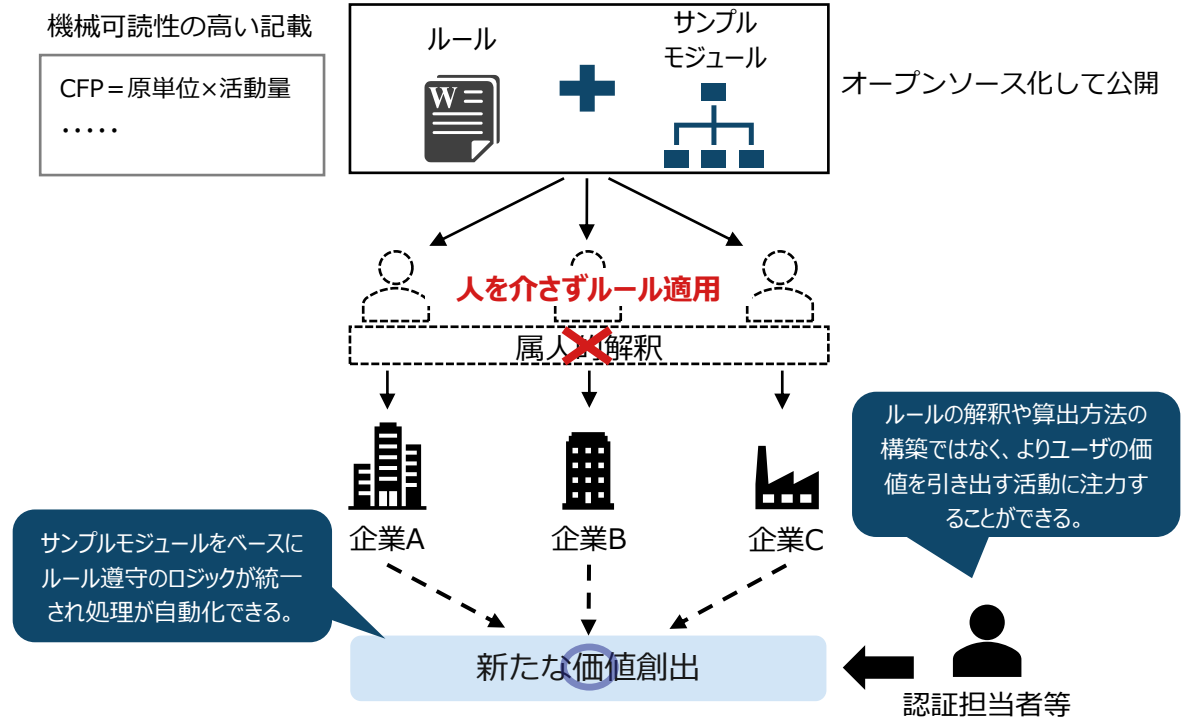 機械可読性の高い記載
CFP＝原単位×活動量
・・・・・
ルール
W
サンプル
モジュール
オープンソース化して公開
人を介さずルール適用
属人的解釈
企業A
企業B
企業C
ルールの解釈や算出方法の
構築ではなく、よりユーザの価
値を引き出す活動に注力す
ることができる。
サンプルモジュールをベースに
ルール遵守のロジックが統一
され処理が自動化できる。
新たな価値創出
認証担当者等